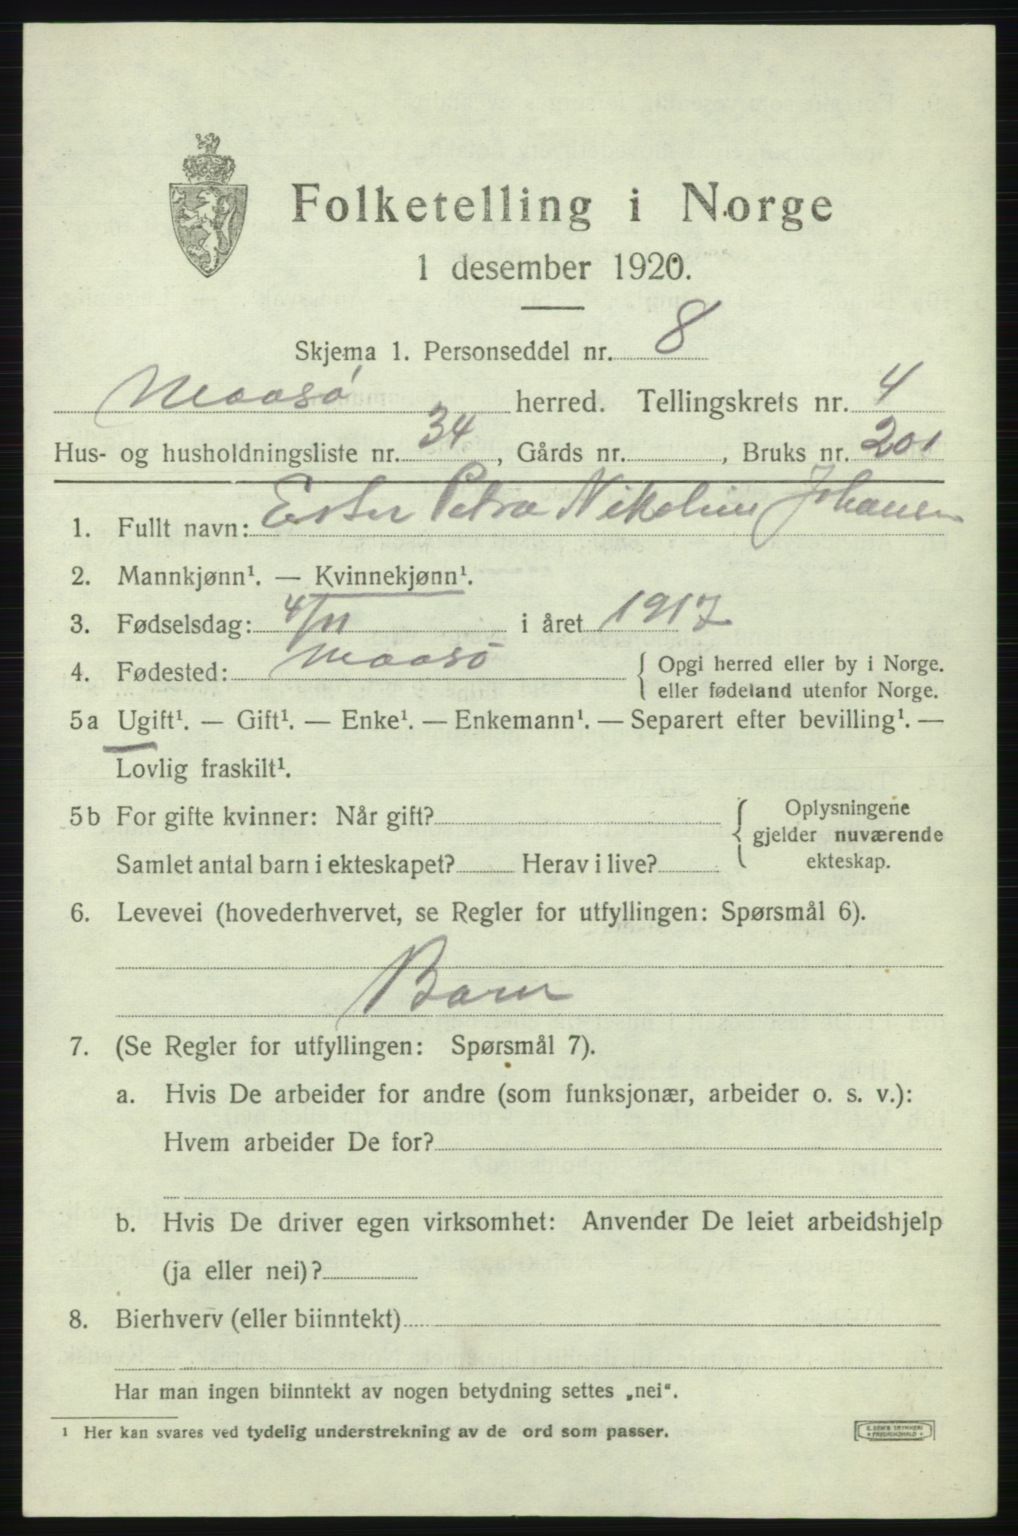 Folketelling i Norge
1 desember 1920.
Skjema 1. Personseddel nr. 8
Maasø herred. Tellingskrets nr. 4
Hus- og husholdningsliste nr. 34, Gårds nr. , Bruks nr. 201
1. Fullt navn: Ester Petra Nikoline Johansen
2. Mannkjønn¹. — Kvinnekjønn¹.
3. Fødselsdag: 4/11 i året 1917
4. Fødested: Maasø { Opgi herred eller by i Norge.
eller fødeland utenfor Norge.
5a Ugift¹. — Gift¹. — Enke¹. — Enkemann¹. — Separert efter bevilling¹. —
Lovlig fraskilt¹.
5b For gifte kvinner: Når gift? { Oplysningene
gjelder nuværende
Samlet antal barn i ekteskapet? Herav i live? ekteskap.
6. Levevei (hovederhvervet, se Regler for utfyllingen: Spørsmål 6).
Barn
7. (Se Regler for utfyllingen: Spørsmål 7).
a. Hvis De arbeider for andre (som funksjonær, arbeider o. s. v.):
Hvem arbeider De for?
b. Hvis De driver egen virksomhet: Anvender De leiet arbeidshjelp
(ja eller nei)?
8. Bierhverv (eller biinntekt)
Har man ingen biinntekt av nogen betydning settes „nei".
¹ Her kan svares ved tydelig understrekning av de ord som passer.